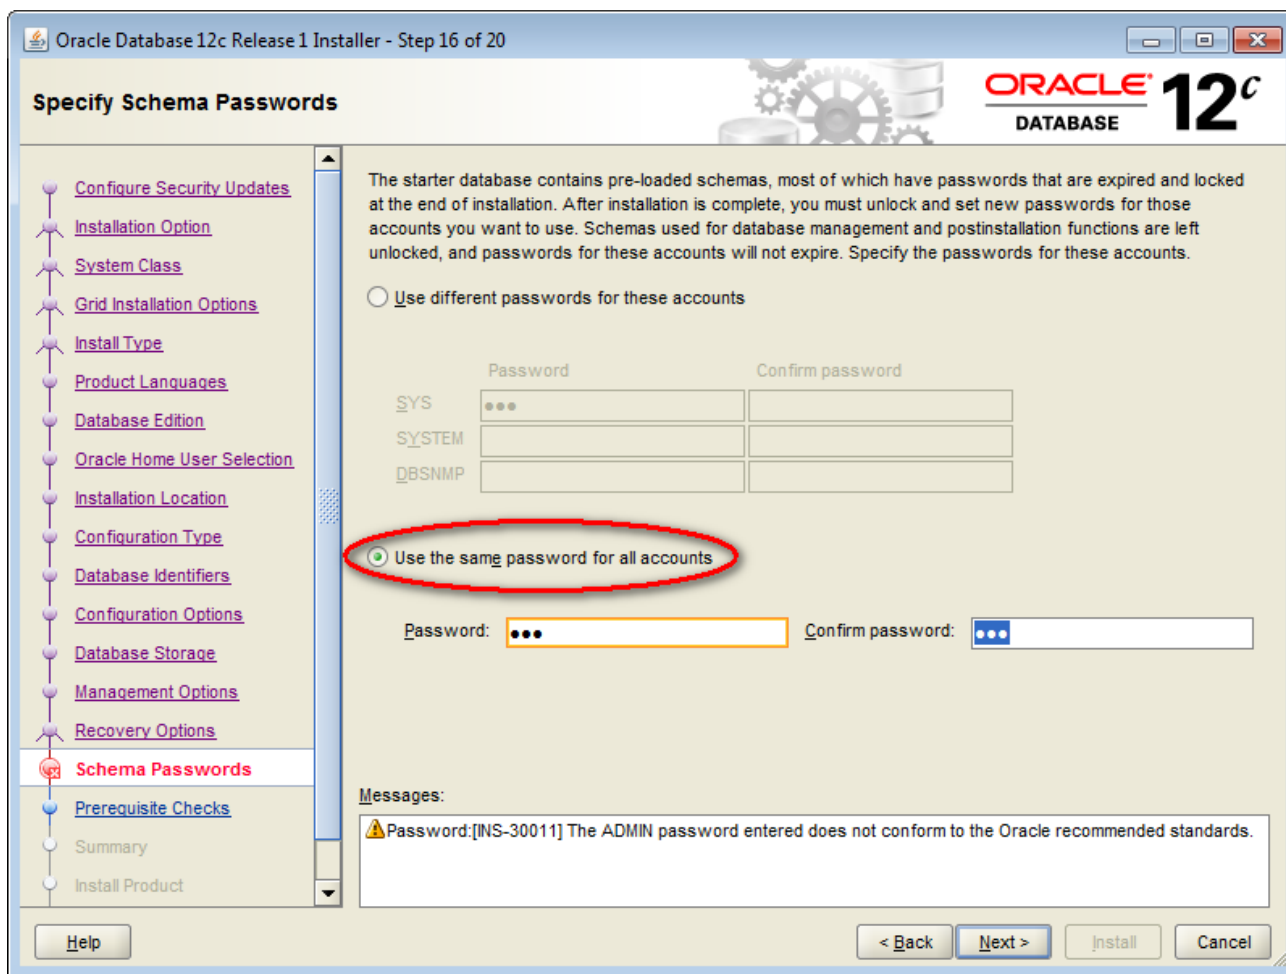 Oracle Database 12c Release 1 Installer - Step 16 of 20
Specify Schema Passwords
ORACLE
DATABASE
12c
Configure Security Updates
Installation Option
System Class
Grid Installation Options
Install Type
Product Languages
Database Edition
Oracle Home User Selection
Installation Location
Configuration Type
Database Identifiers
Configuration Options
Database Storage
Management Options
Recovery Options
Schema Passwords
Prerequisite Checks
Summary
Install Product
The starter database contains pre-loaded schemas, most of which have passwords that are expired and locked
at the end of installation. After installation is complete, you must unlock and set new passwords for those
accounts you want to use. Schemas used for database management and postinstallation functions are left
unlocked, and passwords for these accounts will not expire. Specify the passwords for these accounts.
Use different passwords for these accounts
Password Confirm password
SYS •••
SYSTEM
DBSNMP
Use the same password for all accounts
Password: ••• Confirm password: •••
Messages:
Password:[INS-30011] The ADMIN password entered does not conform to the Oracle recommended standards.
Help < Back Next > Install Cancel